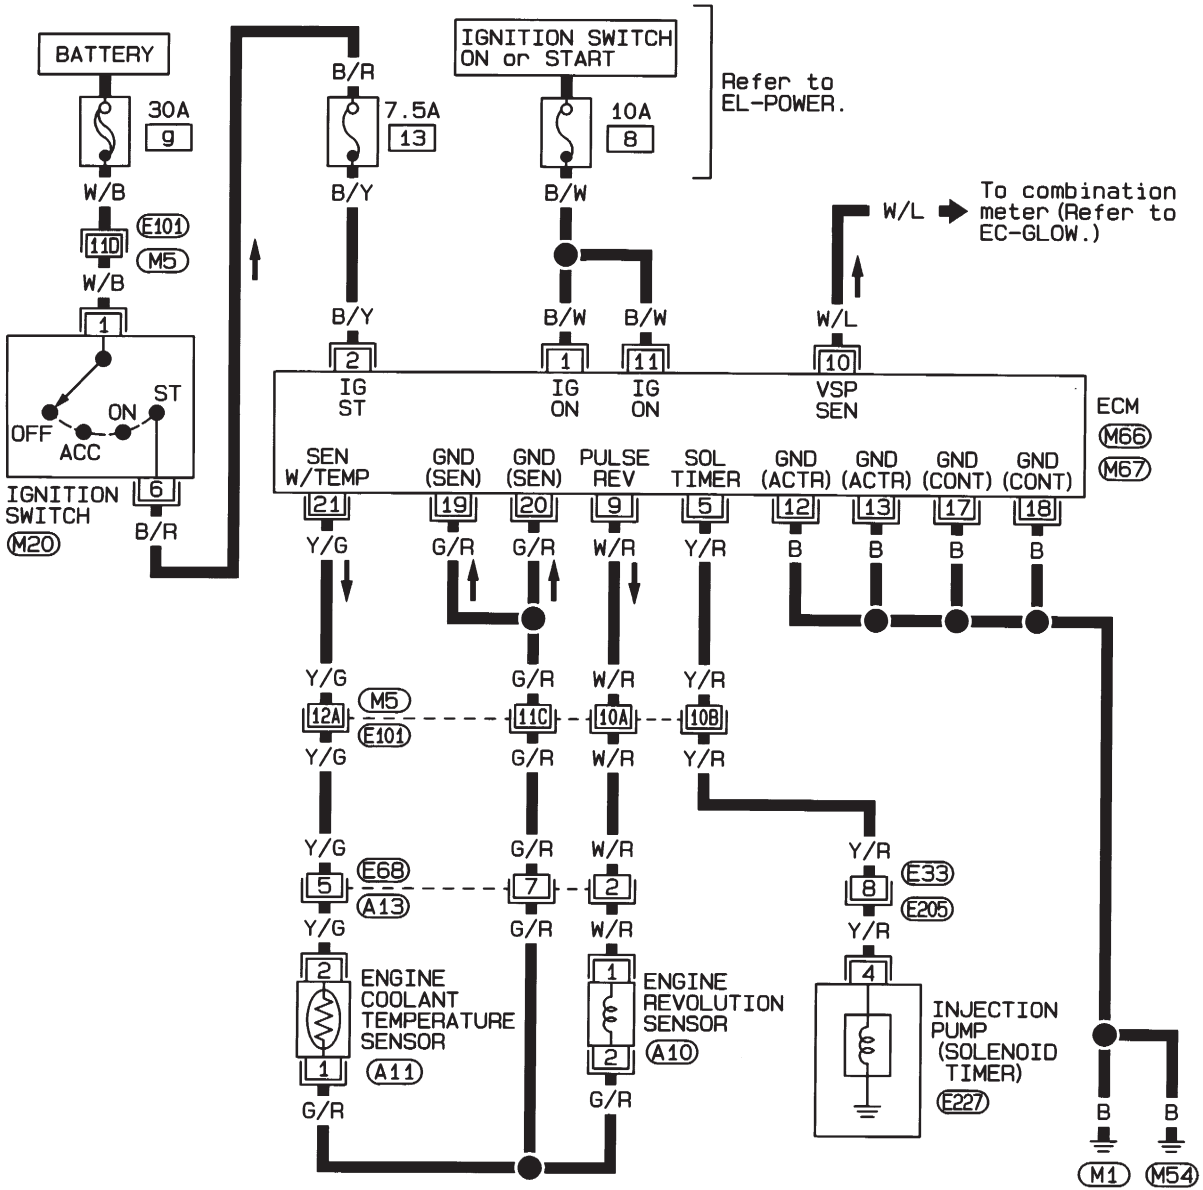 BATTERY
IGNITION SWITCH
ON or START
Refer to
EL-POWER.
B/R
30A
9
7.5A
13
10A
8
W/B
B/Y
B/W
E101
11D
M5
W/B
W/L
To combination
meter (Refer to
EC-GLOW.)
1
B/Y
B/W
B/W
W/L
2
1
11
10
IG
ST
IG
ON
IG
ON
VSP
SEN
ECM
M66
M67
OFF
ACC
ON
ST
6
IGNITION
SWITCH
M20
B/R
SEN
W/TEMP
GND
(SEN)
GND
(SEN)
PULSE
REV
SOL
TIMER
GND
(ACTR)
GND
(ACTR)
GND
(CONT)
GND
(CONT)
21
19
20
9
5
12
13
17
18
Y/G
G/R
G/R
W/R
Y/R
B
B
B
B
Y/G
G/R
W/R
Y/R
M5
12A
11C
10A
10B
E101
Y/G
G/R
W/R
Y/R
Y/G
G/R
W/R
Y/R
E68
5
7
2
A13
8
E33
E205
Y/G
G/R
W/R
Y/R
2
ENGINE
COOLANT
TEMPERATURE
SENSOR
1
A11
1
ENGINE
REVOLUTION
SENSOR
2
A10
4
INJECTION
PUMP
(SOLENOID
TIMER)
E227
G/R
G/R
B
B
M1
M54